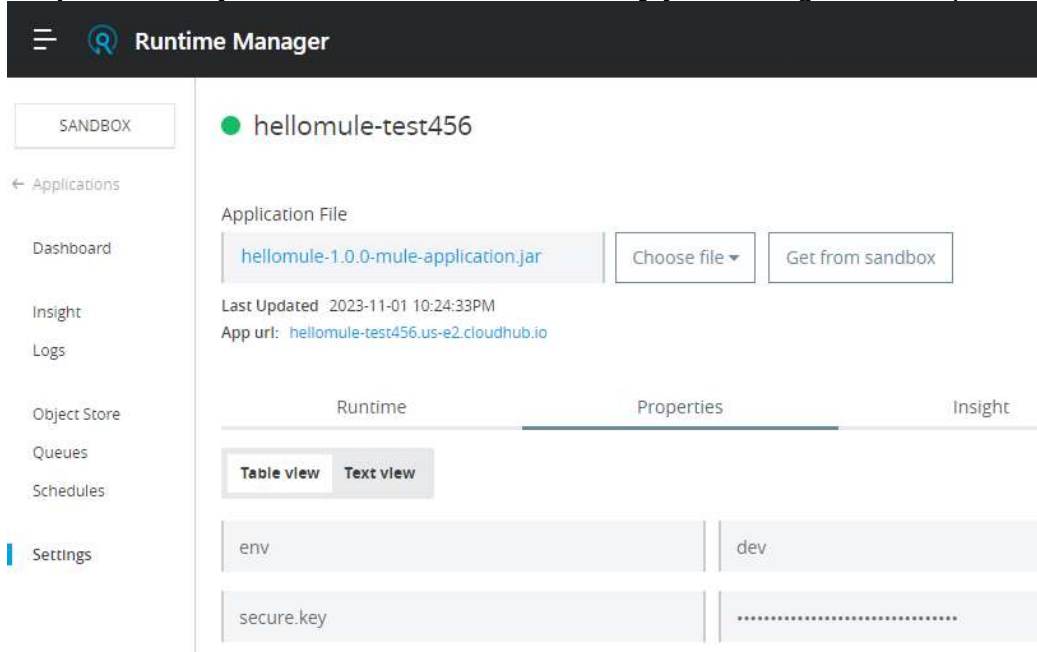 Runtime Manager
SANDBOX
← Applications
Dashboard
Insight
Logs
Object Store
Queues
Schedules
Settings
hellomule-test456
Application File
hellomule-1.0.0-mule-application.jar
Choose file
Get from sandbox
Last Updated 2023-11-01 10:24:33PM
App url: hellomule-test456.us-e2.cloudhub.io
Runtime Properties Insight
Table view Text view
env dev
secure.key ••••••••••••••••••••••••••••••••